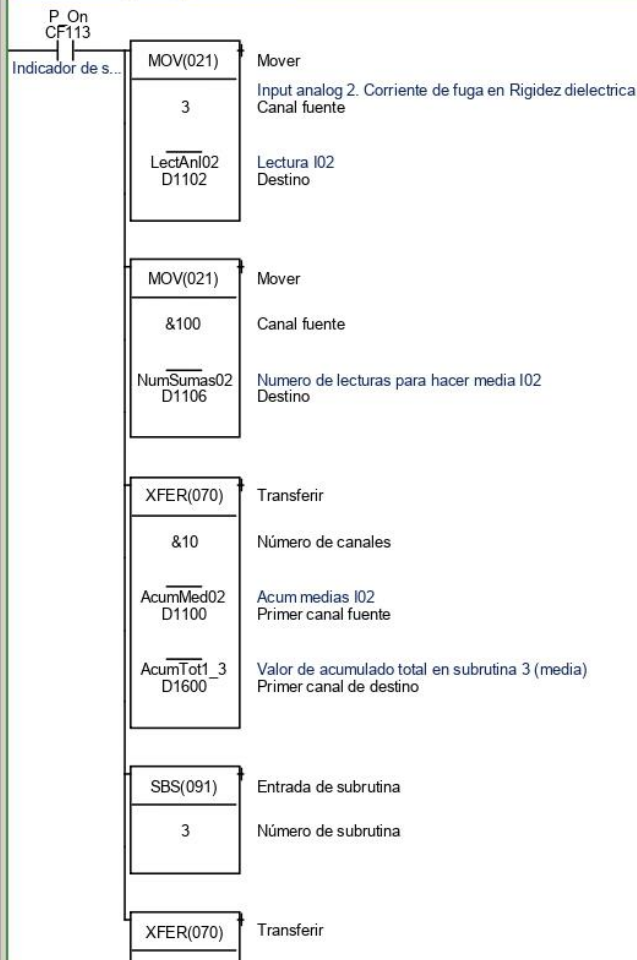 P_On
CF113
Indicador de s...
MOV(021)
Mover
Input analog 2. Corriente de fuga en Rigidez dielectrica
3
Canal fuente
LectAnI02
Lectura I02
D1102
Destino
MOV(021)
Mover
&100
Canal fuente
NumSumas02
Numero de lecturas para hacer media I02
D1106
Destino
XFER(070)
Transferir
&10
Número de canales
AcumMed02
Acum medias I02
D1100
Primer canal fuente
AcumTot1_3
Valor de acumulado total en subrutina 3 (media)
D1600
Primer canal de destino
SBS(091)
Entrada de subrutina
3
Número de subrutina
XFER(070)
Transferir